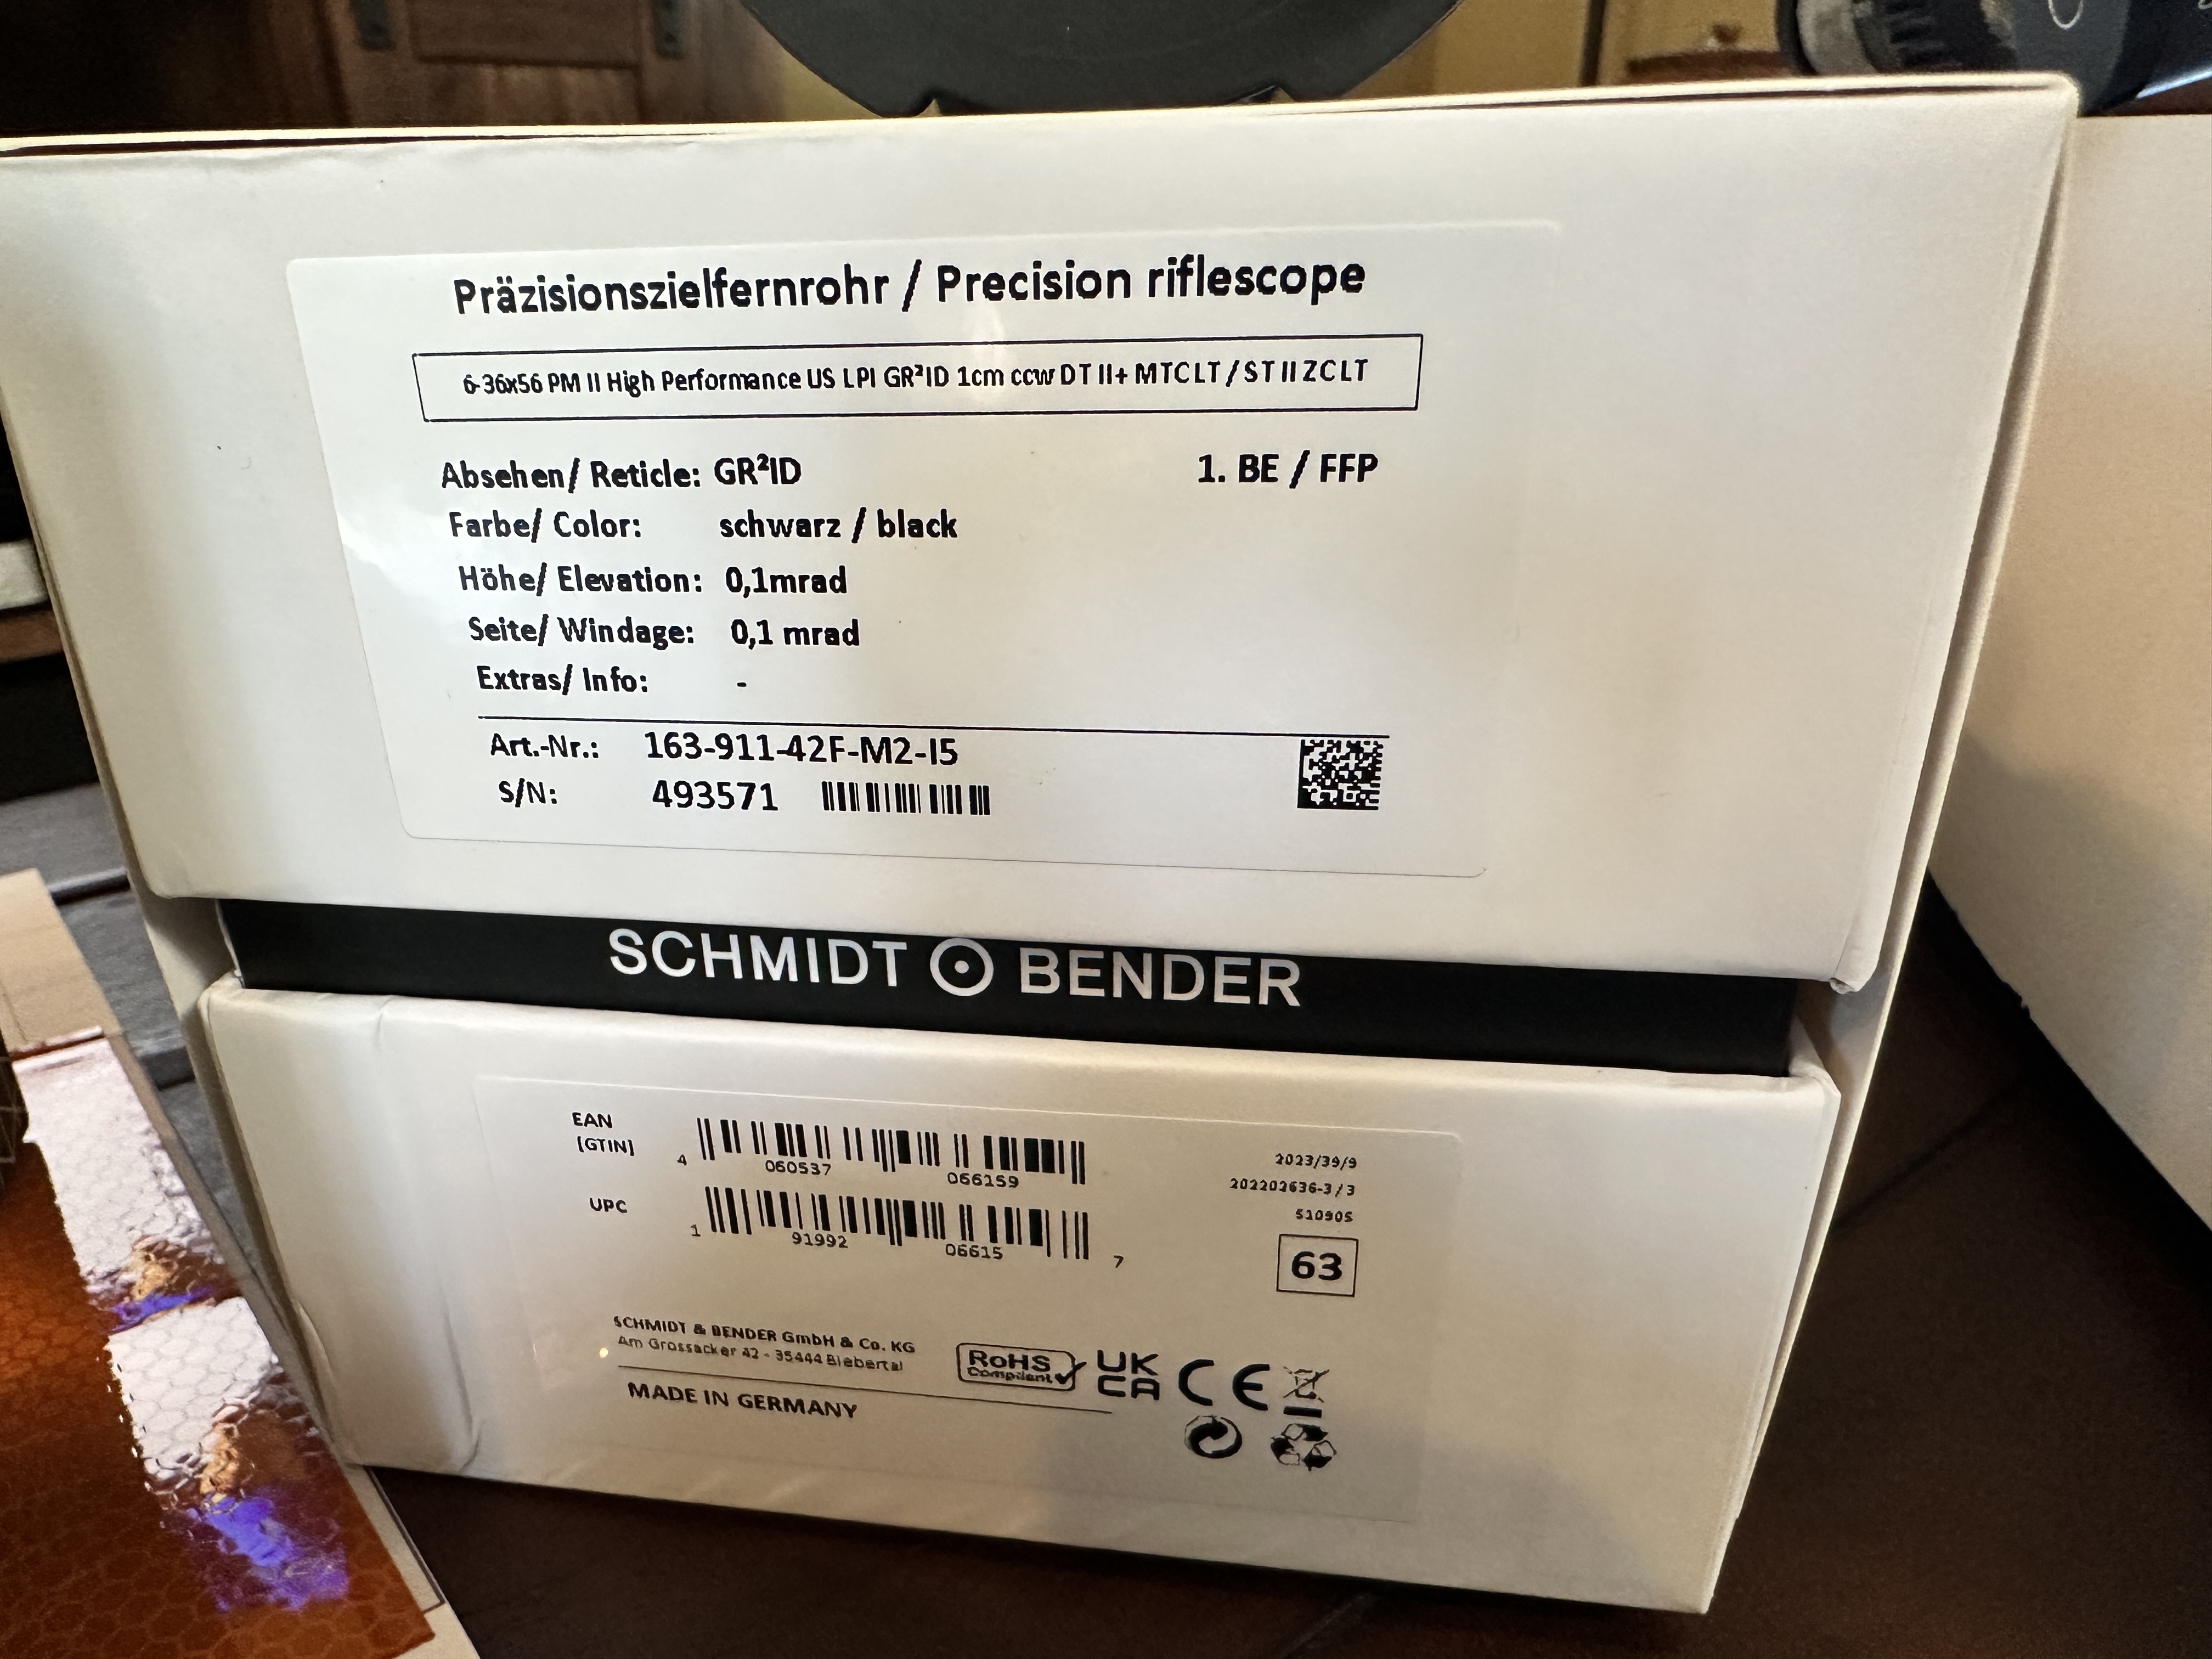 Präzisionszielfernrohr / Precision riflescope
6-36x56 PM II High Performance US LPI GR²ID 1cm ccw DT II+ MTC LT / ST II ZC LT
Absehen/ Reticle: GR²ID 1. BE / FFP
Farbe/ Color: schwarz / black
Höhe/ Elevation: 0,1mrad
Seite/ Windage: 0,1 mrad
Extras/ Info: -
Art.-Nr.: 163-911-42F-M2-I5
S/N: 493571
SCHMIDT BENDER
EAN
(GTIN)
4 060537 066159
UPC
1 91992 06615 7
2023/39/9
202202636-3/3
510905
63
SCHMIDT & BENDER GmbH & Co. KG
Am Grossacker 42 - 35444 Biebertal
MADE IN GERMANY
RoHS
Compliant
UK
CA
CE